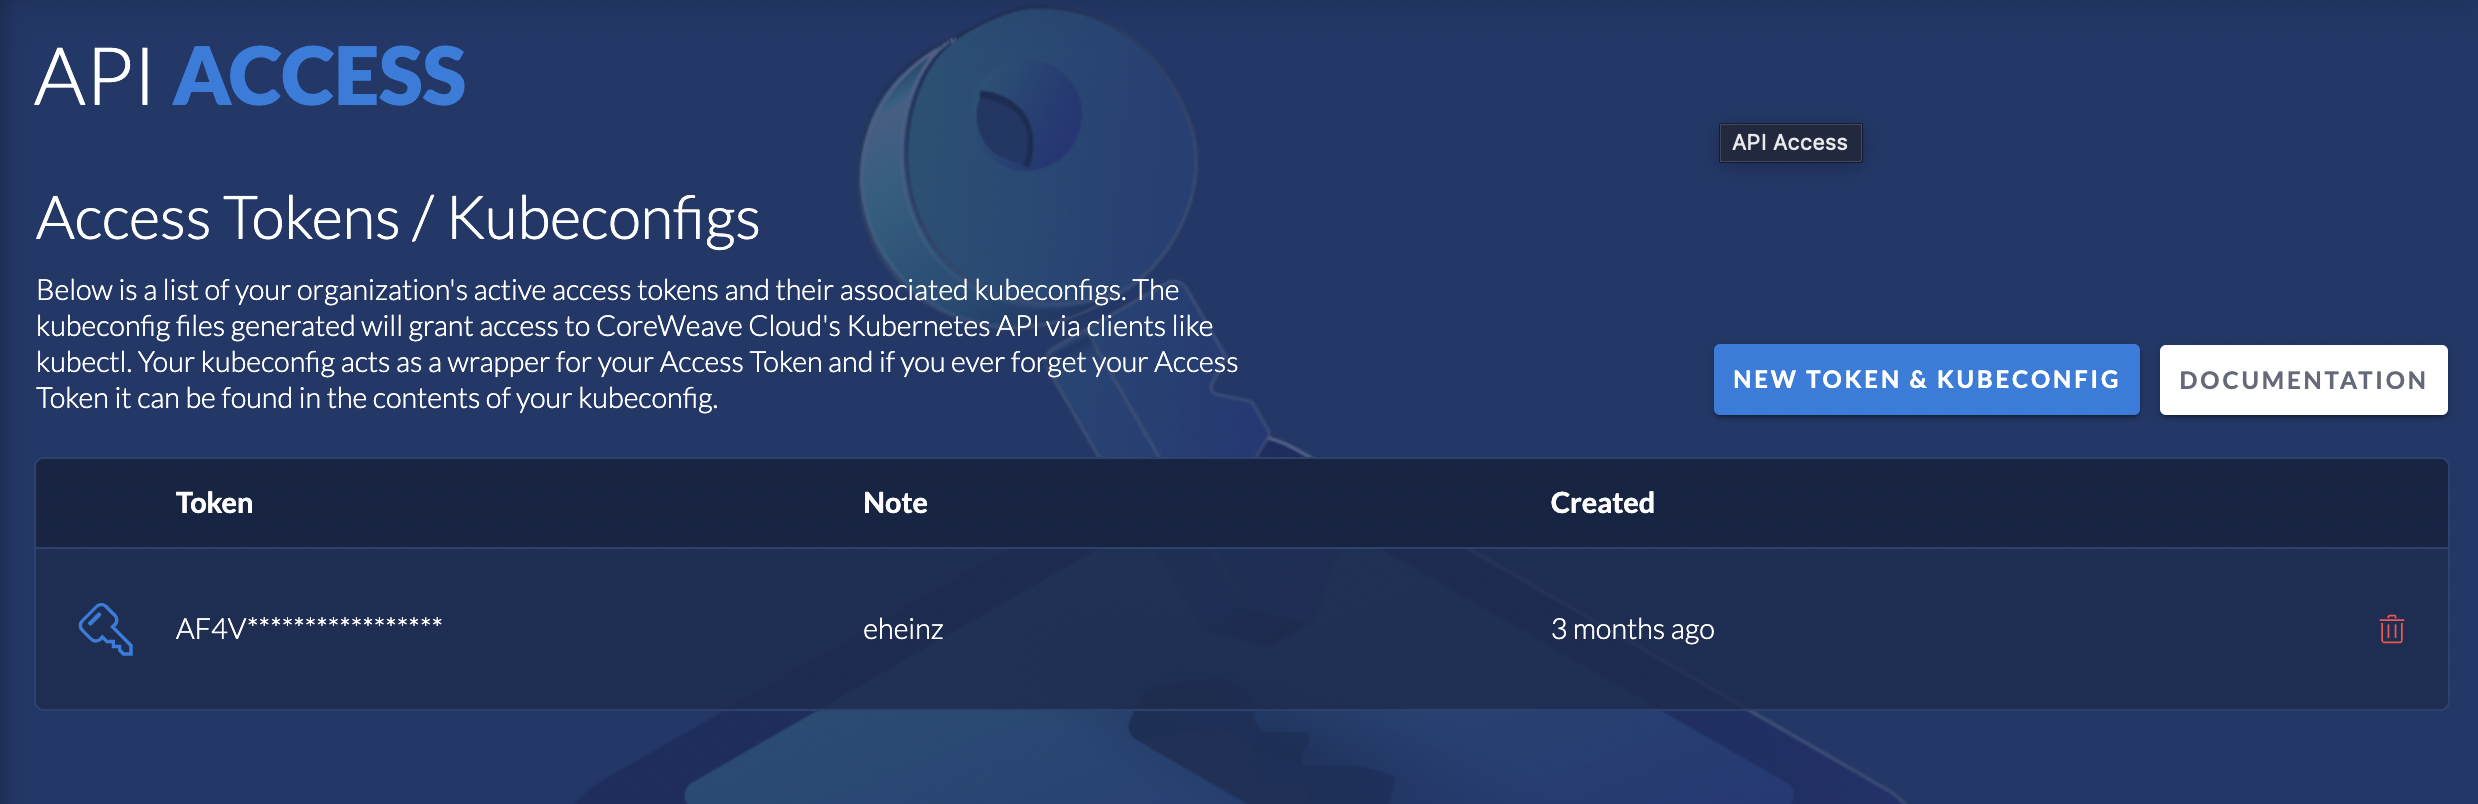 API ACCESS
API Access
Access Tokens / Kubeconfigs
Below is a list of your organization's active access tokens and their associated kubeconfigs. The
kubeconfig files generated will grant access to CoreWeave Cloud's Kubernetes API via clients like
kubectl. Your kubeconfig acts as a wrapper for your Access Token and if you ever forget your Access
Token it can be found in the contents of your kubeconfig.
NEW TOKEN & KUBECONFIG DOCUMENTATION
Token Note Created
AF4V***************** eheinz 3 months ago